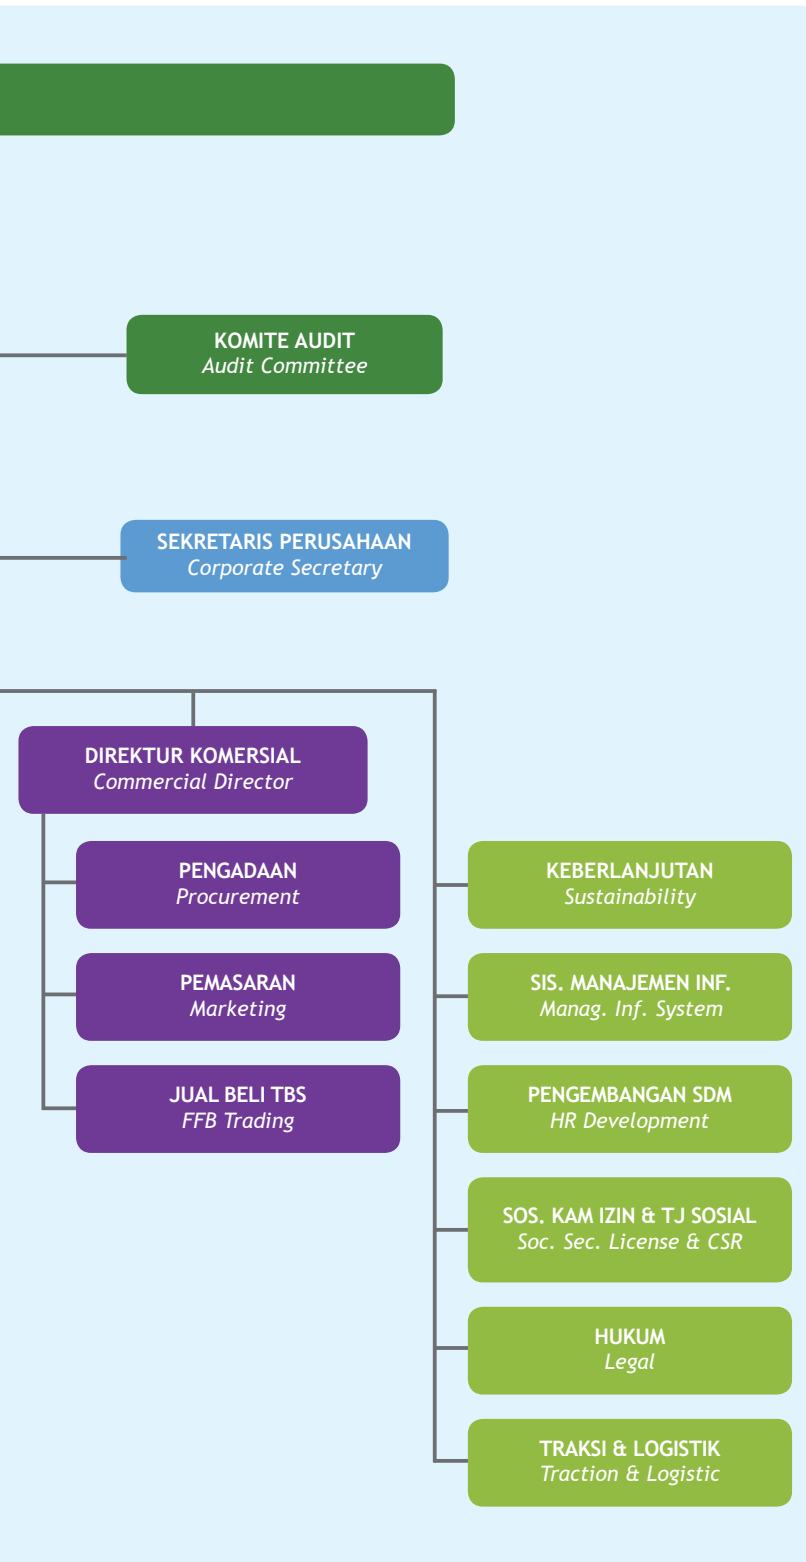 KOMITE AUDIT
Audit Committee
SEKRETARIS PERUSAHAAN
Corporate Secretary
DIREKTUR KOMERSIAL
Commercial Director
PENGADAAN
Procurement
PEMASARAN
Marketing
JUAL BELI TBS
FFB Trading
KEBERLANJUTAN
Sustainability
SIS. MANAJEMEN INF.
Manag. Inf. System
PENGEMBANGAN SDM
HR Development
SOS. KAM IZIN & TJ SOSIAL
Soc. Sec. License & CSR
HUKUM
Legal
TRAKSI & LOGISTIK
Traction & Logistic